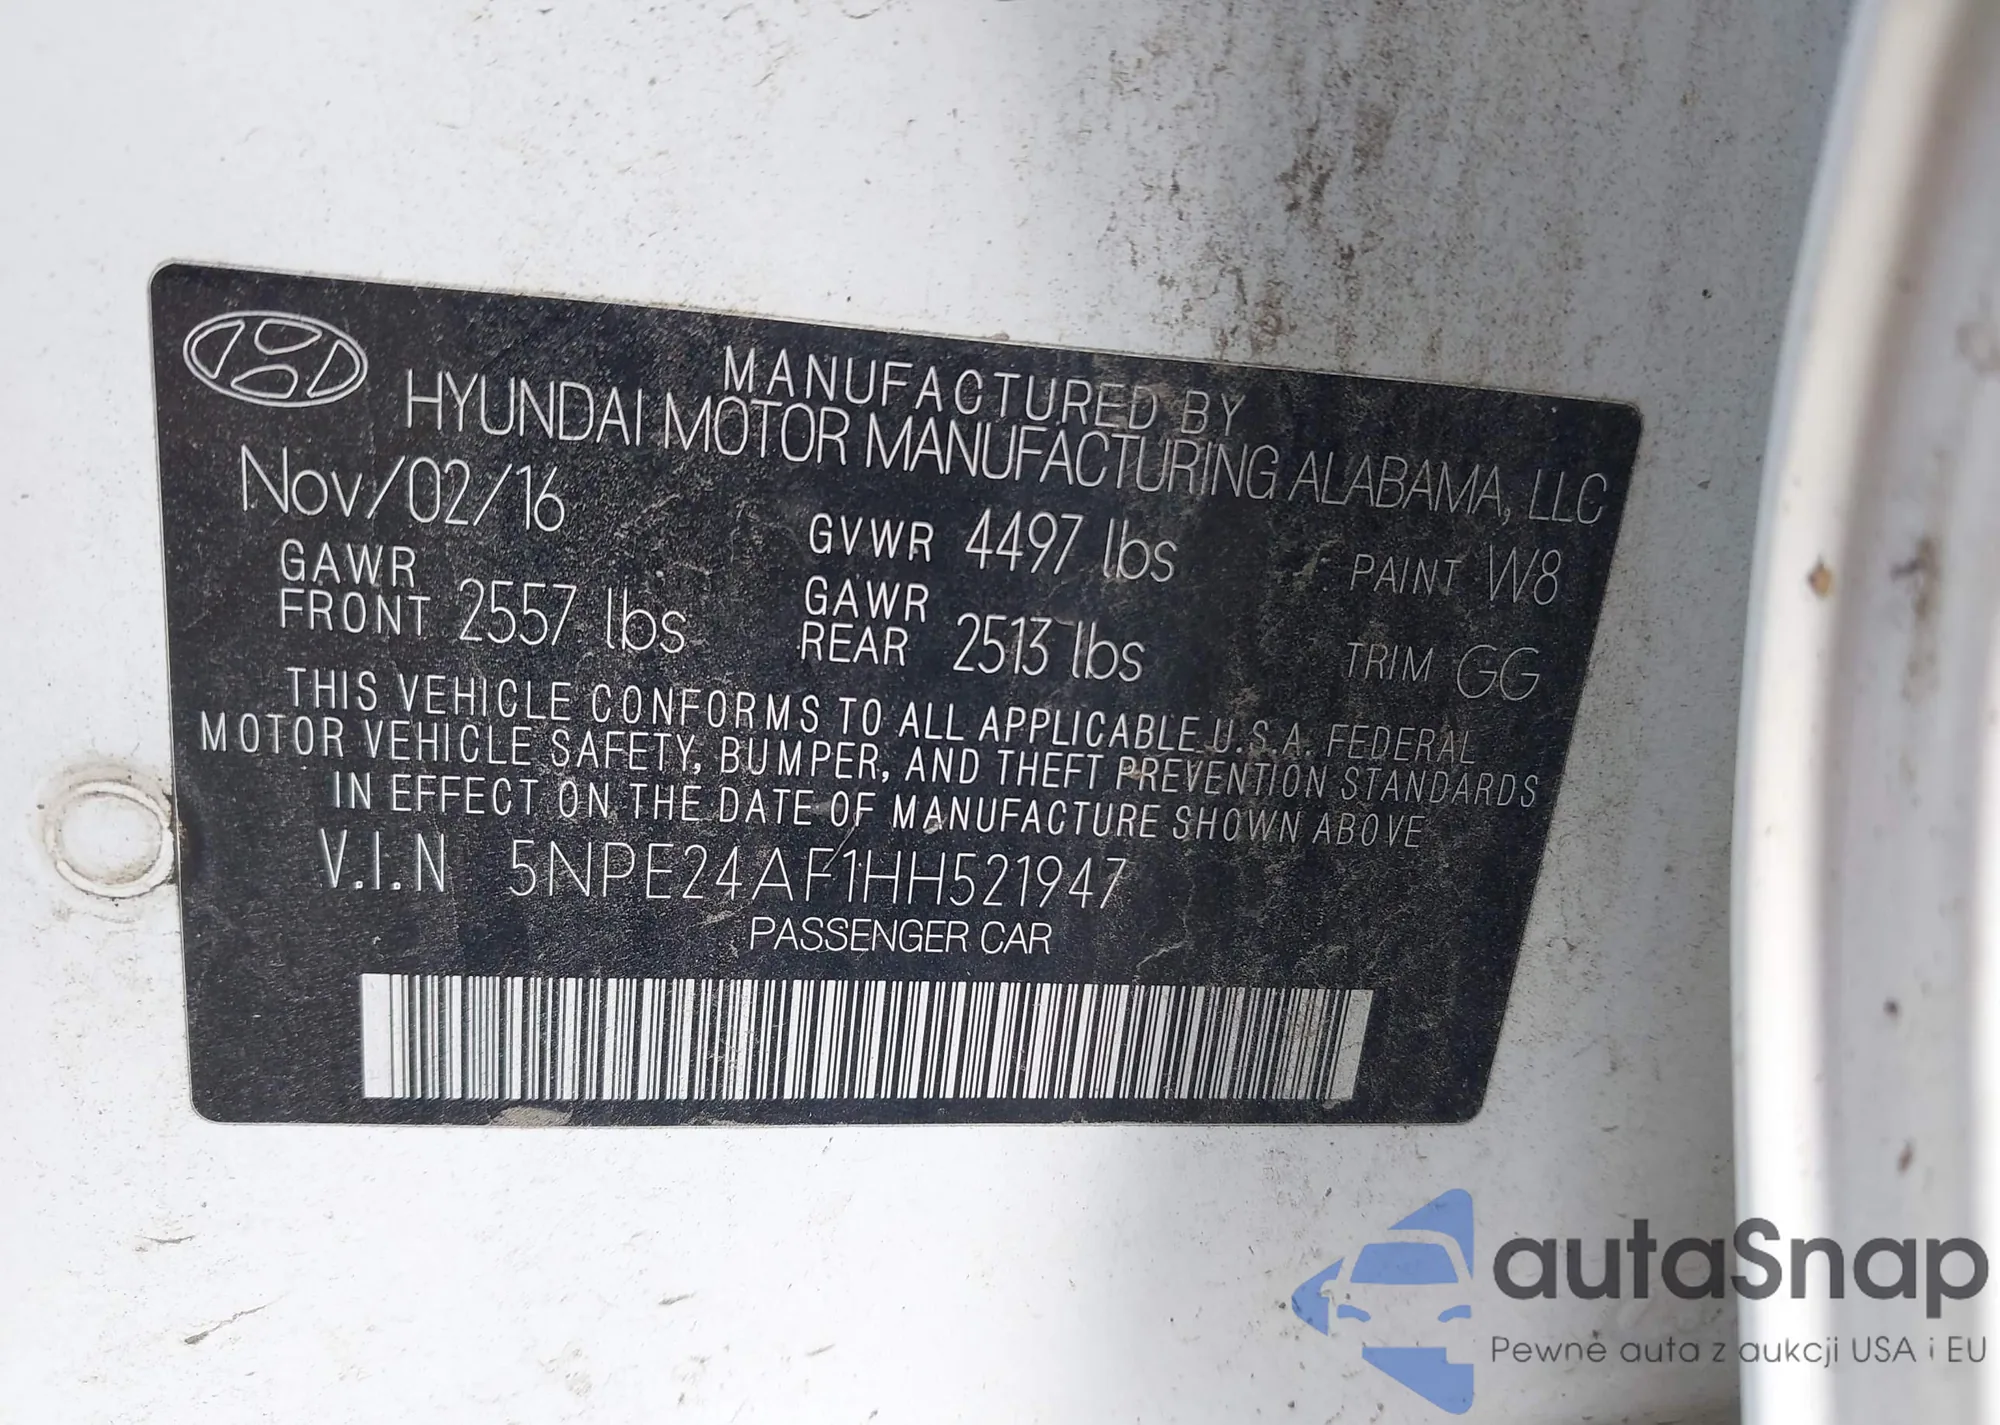 MANUFACTURED BY
HYUNDAI MOTOR MANUFACTURING ALABAMA, LLC
Nov/02/16 GVWR 4497 lbs PAINT W8
GAWR FRONT 2557 lbs GAWR REAR 2513 lbs TRIM GG
THIS VEHICLE CONFORMS TO ALL APPLICABLE U.S.A. FEDERAL
MOTOR VEHICLE SAFETY, BUMPER, AND THEFT PREVENTION STANDARDS
IN EFFECT ON THE DATE OF MANUFACTURE SHOWN ABOVE
V.I.N 5NPE24AF1HH521947
PASSENGER CAR
autaSnap
Pewne auta z aukcji USA i EU